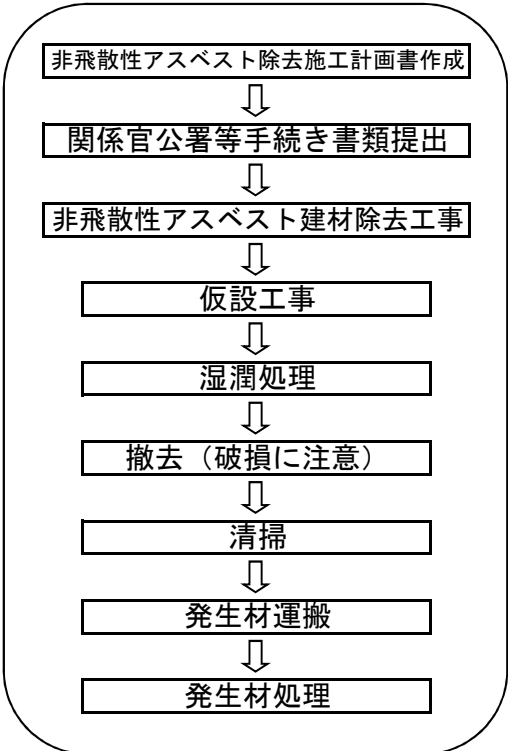 非飛散性アスベスト除去施工計画書作成
関係官公署等手続き書類提出
非飛散性アスベスト建材除去工事
仮設工事
湿潤処理
撤去（破損に注意）
清掃
発生材運搬
発生材処理